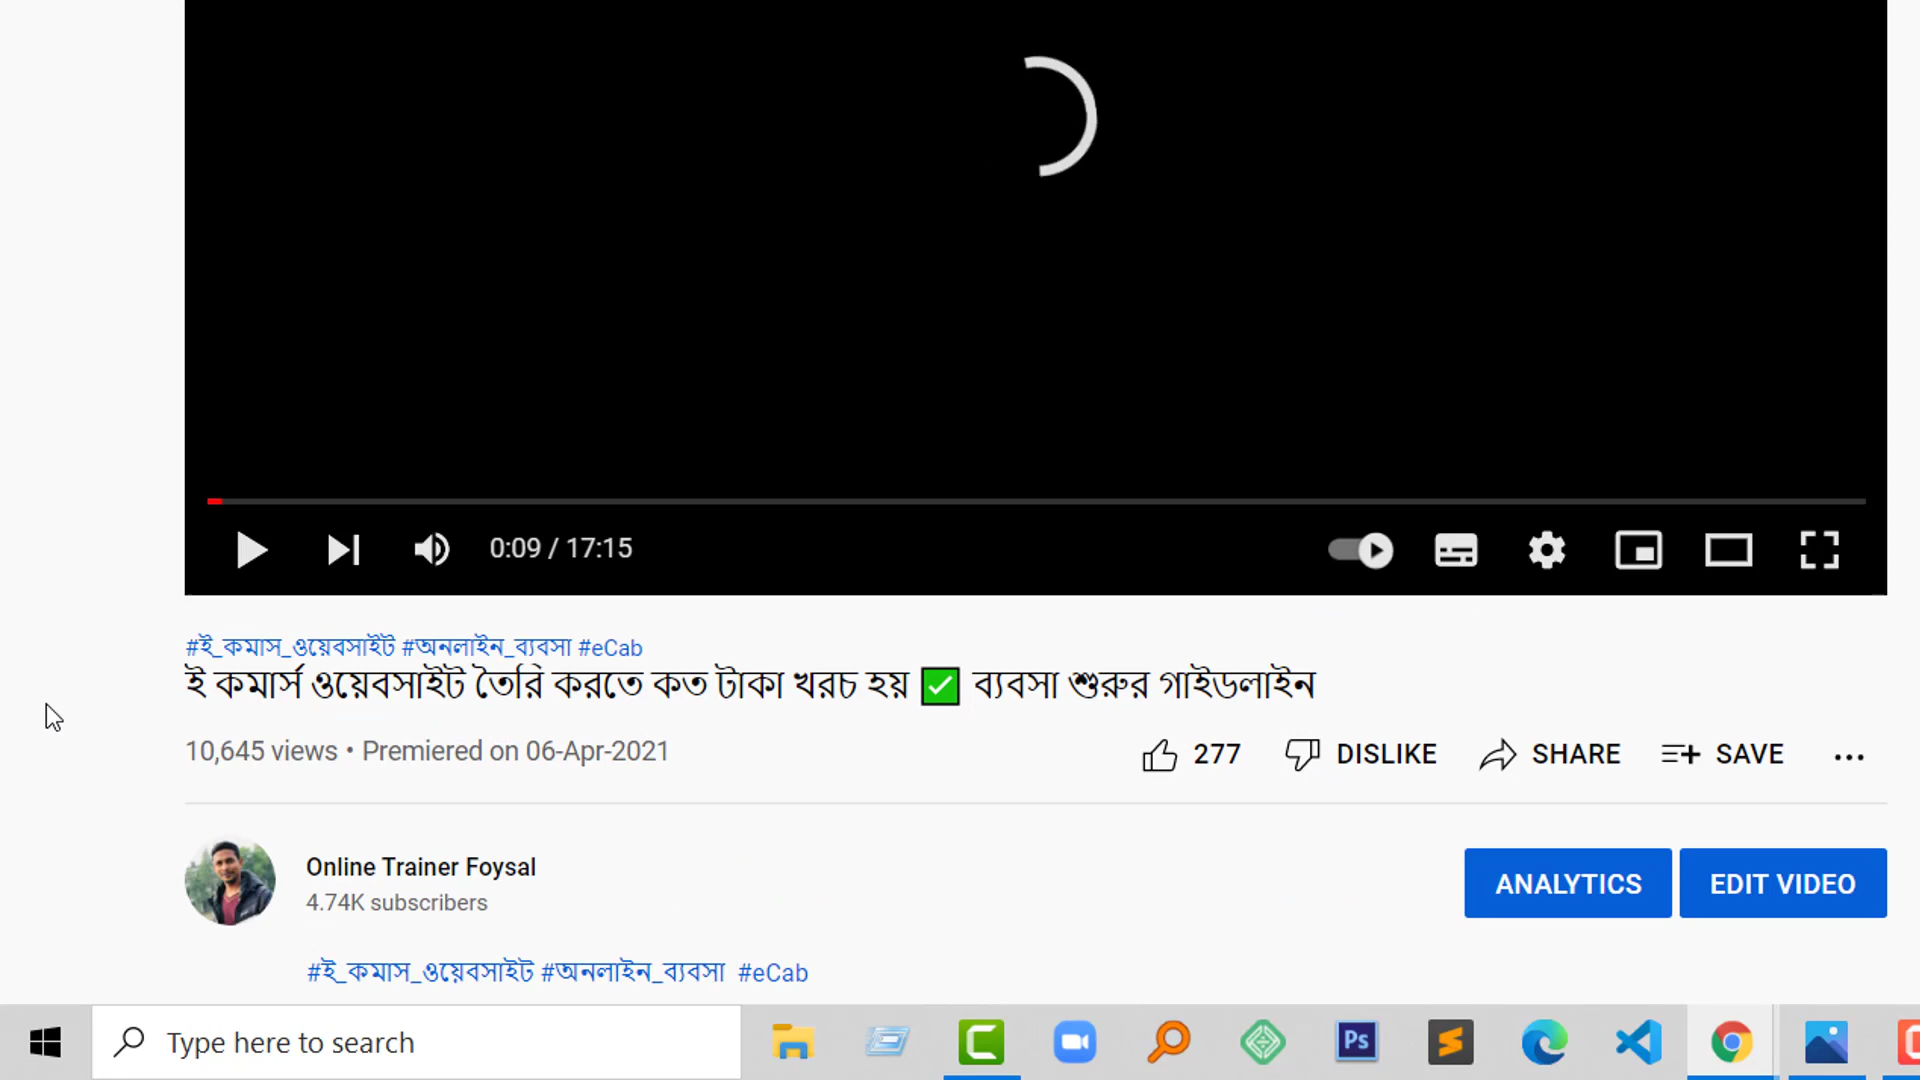 0:09 / 17:15
#ই_কমাস_ওয়েবসাইট #অনলাইন_ব্যবসা #eCab
ই কমার্স ওয়েবসাইট তৈরি করতে কত টাকা খরচ হয় ✅ ব্যবসা শুরুর গাইডলাইন
10,645 views • Premiered on 06-Apr-2021
277 DISLIKE SHARE SAVE ...
Online Trainer Foysal
4.74K subscribers
ANALYTICS EDIT VIDEO
#ই_কমাস_ওয়েবসাইট #অনলাইন_ব্যবসা #eCab
Type here to search
Ps